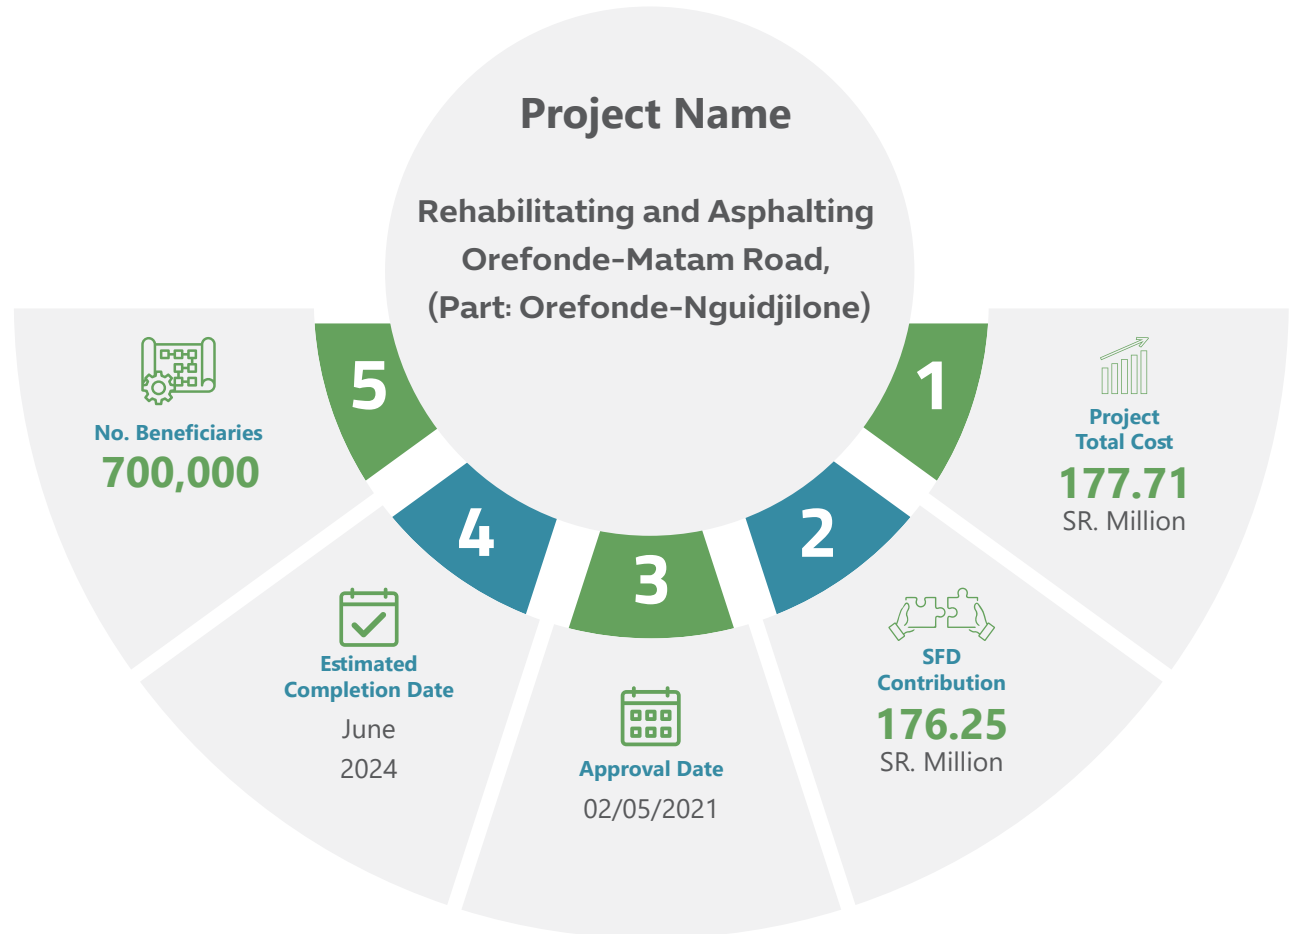 Project Name
Rehabilitating and Asphalting
Orefonde-Matam Road,
(Part: Orefonde-Nguidjilone)
1
Project
Total Cost
177.71
SR. Million
2
SFD
Contribution
176.25
SR. Million
3
Approval Date
02/05/2021
4
Estimated
Completion Date
June
2024
5
No. Beneficiaries
700,000